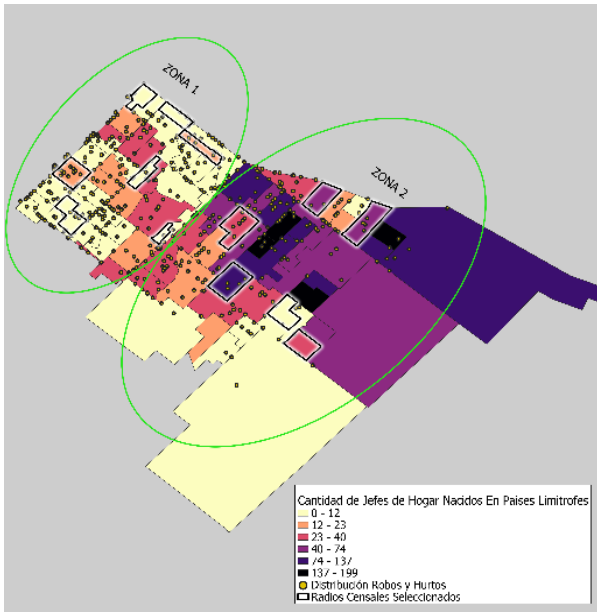 ZONA 1
ZONA 2
Cantidad de Jefes de Hogar Nacidos En Paises Limitrofes
0 - 12
12 - 23
23 - 40
40 - 74
74 - 137
137 - 199
Distribución Robos y Hurtos
Radios Censales Seleccionados